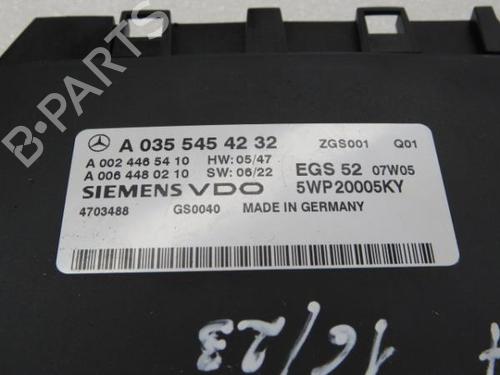 A 035 545 42 32 ZGS001 Q01
A 002 446 54 10 HW: 05/47 EGS 52 07W05
A 006 448 02 10 SW: 06/22
SIEMENS VDO 5WP20005KY
4703488 GS0040 MADE IN GERMANY
16/23
B-PARTS